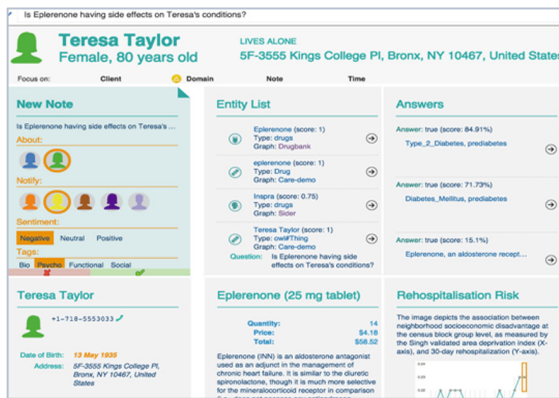 Is Eplerenone having side effects on Teresa's conditions?
Teresa Taylor
Female, 80 years old
LIVES ALONE
5F-3555 Kings College Pl, Bronx, NY 10467, United States
Focus on:
Client
Domain
Note
Time
New Note
Is Eplerenone having side effects on Teresa's ...
About:
Notify:
Sentiment:
Negative
Neutral
Positive
Tags:
Bio
Psycho
Functional
Social
Entity List
Eplerenone (score: 1)
Type: drugs
Graph: Drugbank
eplerenone (score: 1)
Type: Drug
Graph: Care-demo
Inspra (score: 0.75)
Type: drugs
Graph: Sider
Teresa Taylor (score: 1)
Type: owl#Thing
Graph: Care-demo
Question: Is Eplerenone having side
effects on Teresa's conditions?
Answers
Answer: true (score: 84.91%)
Type_2_Diabetes, prediabetes
Answer: true (score: 71.73%)
Diabetes_Mellitus, prediabetes
Answer: true (score: 15.1%)
Eplerenone, an aldosterone recept....
Teresa Taylor
+1-718-5553033
Date of Birth: 13 May 1935
Address: 5F-3555 Kings College Pl,
Bronx, NY 10467, United
States
Eplerenone (25 mg tablet)
Quantity: 14
Price: $4.18
Total: $58.52
Eplerenone (INN) is an aldosterone antagonist
used as an adjunct in the management of
chronic heart failure. It is similar to the diuretic
spironolactone, though it is much more selective
for the mineralocorticoid receptor in comparison
Rehospitalisation Risk
The image depicts the association between
neighborhood socioeconomic disadvantage at
the census block group level, as measured by
the Singh validated area deprivation index (X-
axis), and 30-day rehospitalization (Y-axis).